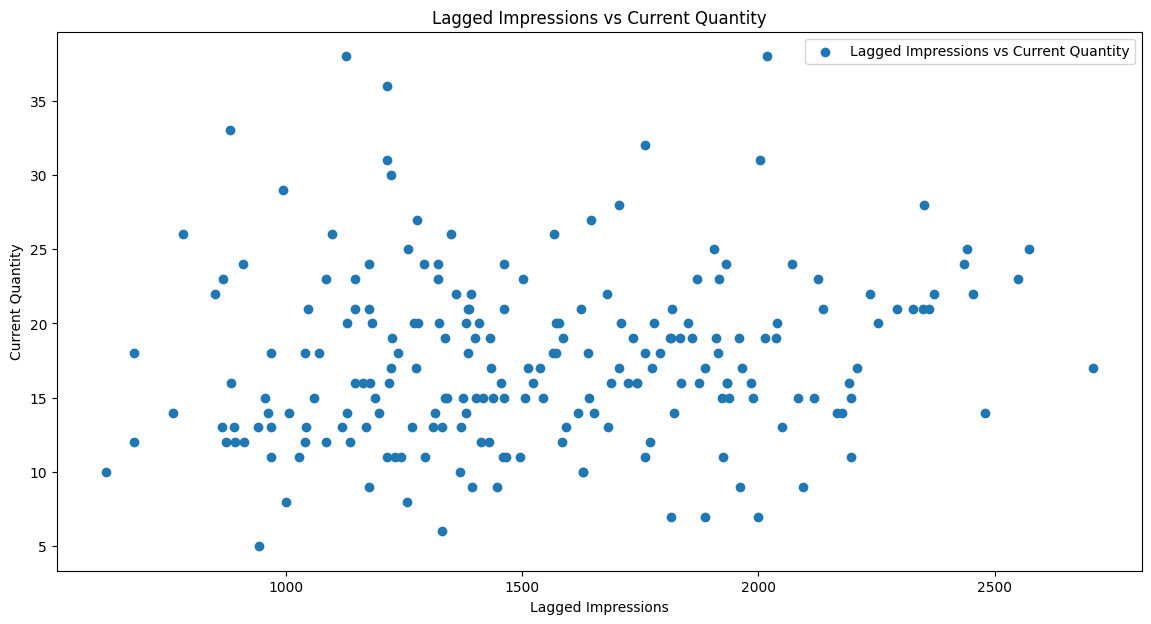 Lagged Impressions vs Current Quantity
Lagged Impressions vs Current Quantity
35
30
25
20
15
10
5
Current Quantity
1000 1500 2000 2500
Lagged Impressions